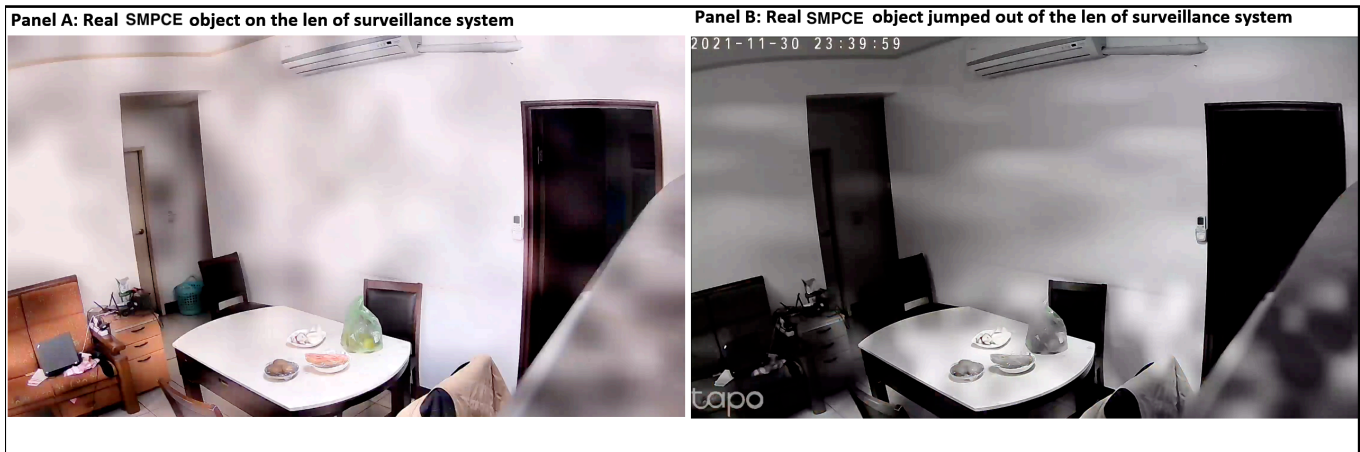 Panel A: Real SMPCE object on the len of surveillance system
Panel B: Real SMPCE object jumped out of the len of surveillance system
2021-11-30 23:39:59
tapo